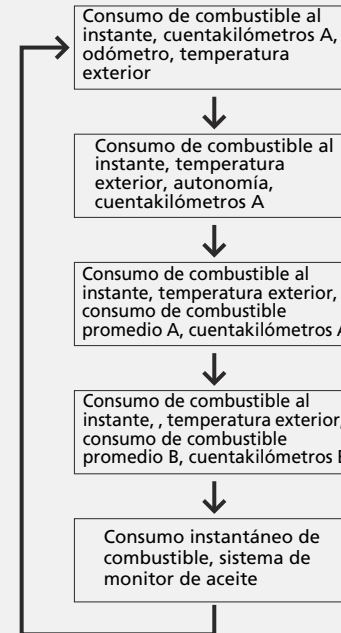 Consumo de combustible al
instante, cuentakilómetros A,
odómetro, temperatura
exterior
Consumo de combustible al
instante, temperatura
exterior, autonomía,
cuentakilómetros A
Consumo de combustible al
instante, temperatura exterior,
consumo de combustible
promedio A, cuentakilómetros A
Consumo de combustible al
instante, , temperatura exterior,
consumo de combustible
promedio B, cuentakilómetros B
Consumo instantáneo de
combustible, sistema de
monitor de aceite